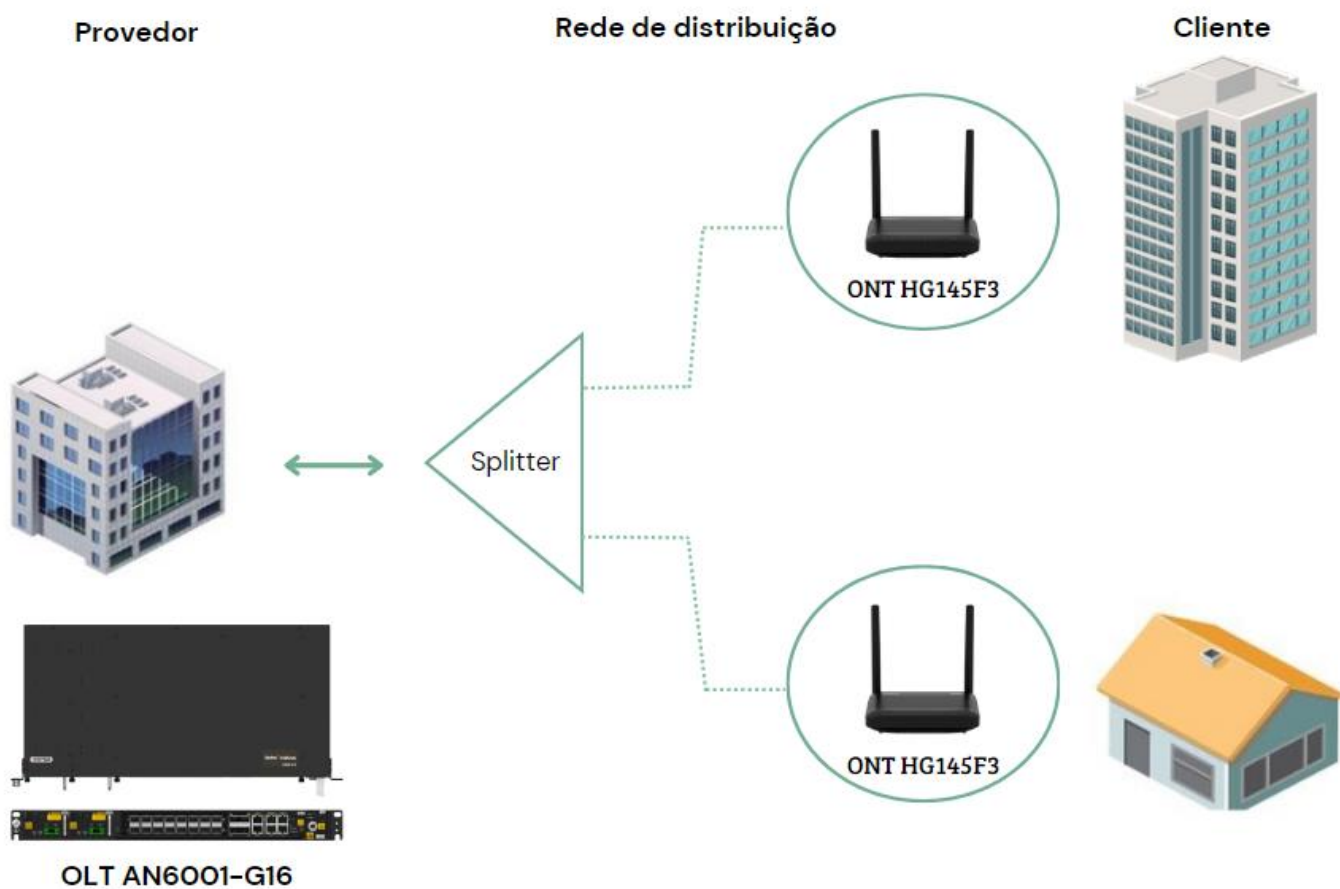 Provedor
Rede de distribuição
Cliente
ONT HG145F3
Splitter
ONT HG145F3
OLT AN6001-G16